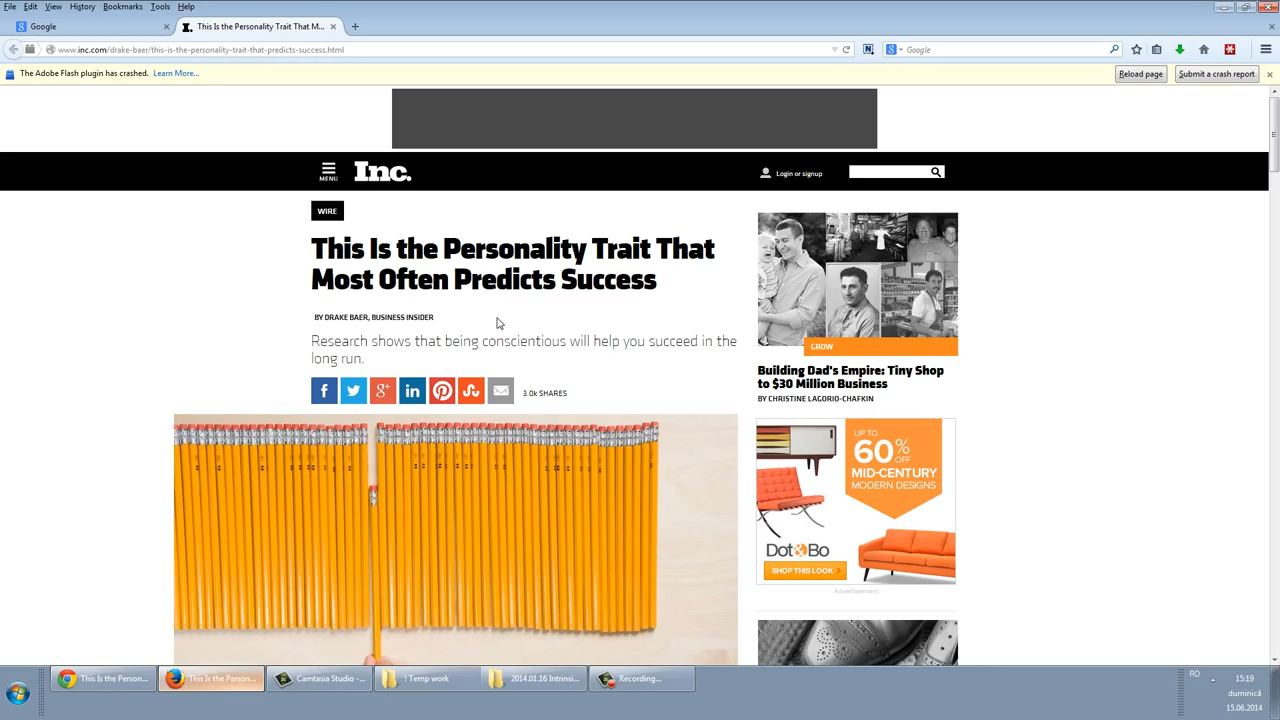 File Edit View History Bookmarks Tools Help
Google
This Is the Personality Trait That M...
www.inc.com/drake-baer/this-is-the-personality-trait-that-predicts-success.html
Google
The Adobe Flash plugin has crashed. Learn More...
Reload page
Submit a crash report
MENU
Inc.
Login or signup
WIRE
This Is the Personality Trait That
Most Often Predicts Success
BY DRAKE BAER, BUSINESS INSIDER
Research shows that being conscientious will help you succeed in the
long run.
3.0k SHARES
GROW
Building Dad's Empire: Tiny Shop
to $30 Million Business
BY CHRISTINE LAGORIO-CHAFKIN
UP TO
60% OFF
MID-CENTURY
MODERN DESIGNS
Dot&Bo
SHOP THIS LOOK
Advertisement
This Is the Person...
This Is the Person...
Camtasia Studio - ...
! Temp work
2014.01.16 Intrinsi...
Recording...
RO
15:19
duminică
15.06.2014